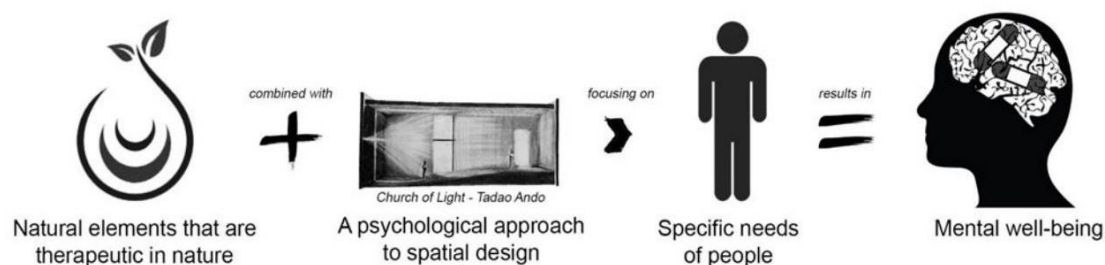 combined with
focusing on
results in
Church of Light - Tadao Ando
Natural elements that are
therapeutic in nature
A psychological approach
to spatial design
Specific needs
of people
Mental well-being